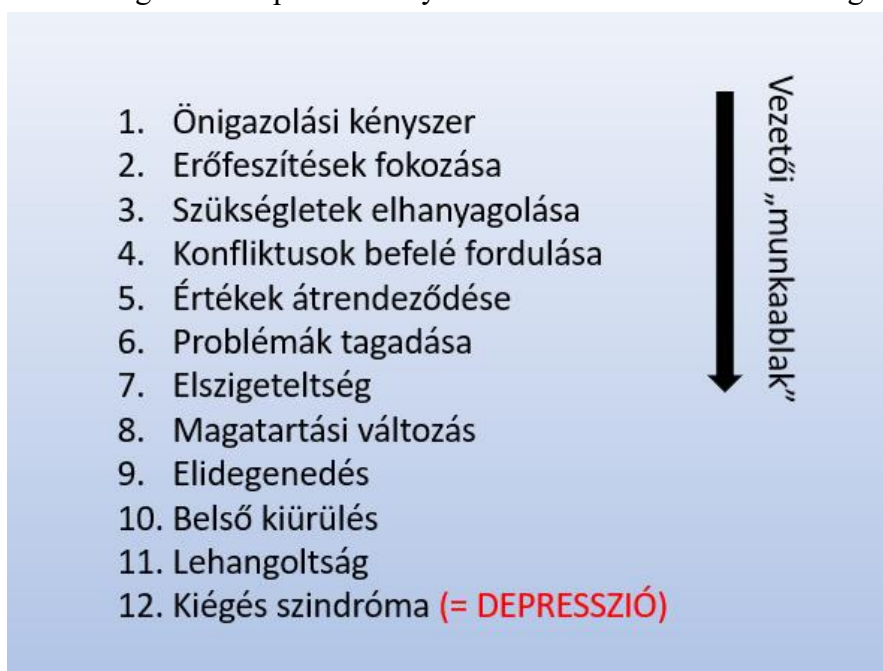 1. Önigazolási kényszer
2. Erőfeszítések fokozása
3. Szükségletek elhanyagolása
4. Konfliktusok befelé fordulása
5. Értékek átrendeződése
6. Problémák tagadása
7. Elszigeteltség
8. Magatartási változás
9. Elidegenedés
10. Belső kiürülés
11. Lehangoltság
12. Kiégés szindróma (= DEPRESSZIÓ)
Vezetői „munkaablak”